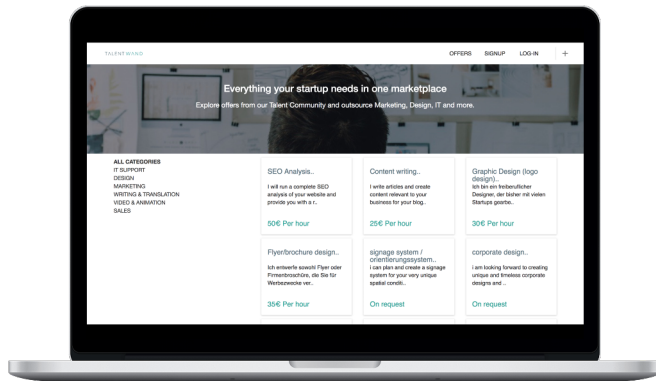 TALENTWAND
OFFERS SIGNUP LOG-IN +
Everything your startup needs in one marketplace
Explore offers from our Talent Community and outsource Marketing, Design, IT and more.
ALL CATEGORIES
IT SUPPORT
DESIGN
MARKETING
WRITING & TRANSLATION
VIDEO & ANIMATION
SALES
SEO Analysis..
I will run a complete SEO
analysis of your website and
provide you with a r..
50€ Per hour
Content writing..
I write articles and create
content relevant to your
business for your blog..
25€ Per hour
Graphic Design (logo
design)..
Ich bin ein freiberuflicher
Designer, der bisher mit vielen
Startups gearbe..
30€ Per hour
Flyer/brochure design..
Ich entwerfe sowohl Flyer oder
Firmenbroschüre, die Sie für
Werbezwecke ver..
35€ Per hour
signage system /
orientierungssystem..
i can plan and create a signage
system for your very unique
spatial conditi..
On request
corporate design..
i am looking forward to creating
unique and timeless corporate
designs and ..
On request